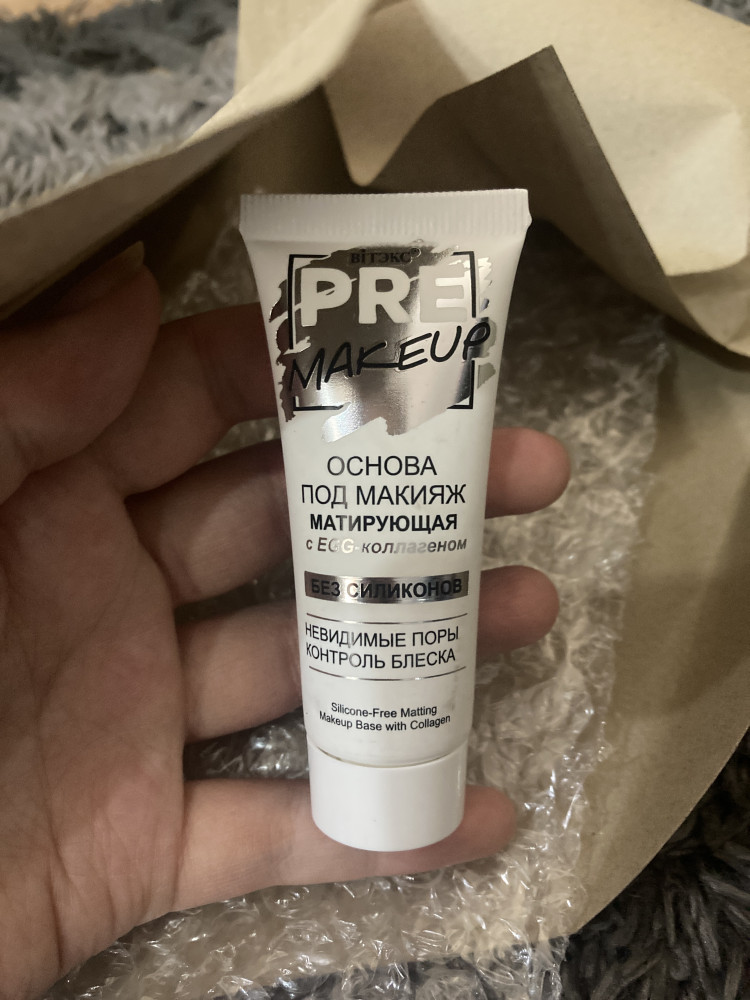 вітэкс®
PRE
MAKEUP
ОСНОВА
ПОД МАКИЯЖ
МАТИРУЮЩАЯ
с EGG-коллагеном
БЕЗ СИЛИКОНОВ
НЕВИДИМЫЕ ПОРЫ
КОНТРОЛЬ БЛЕСКА
Silicone-Free Matting
Makeup Base with Collagen